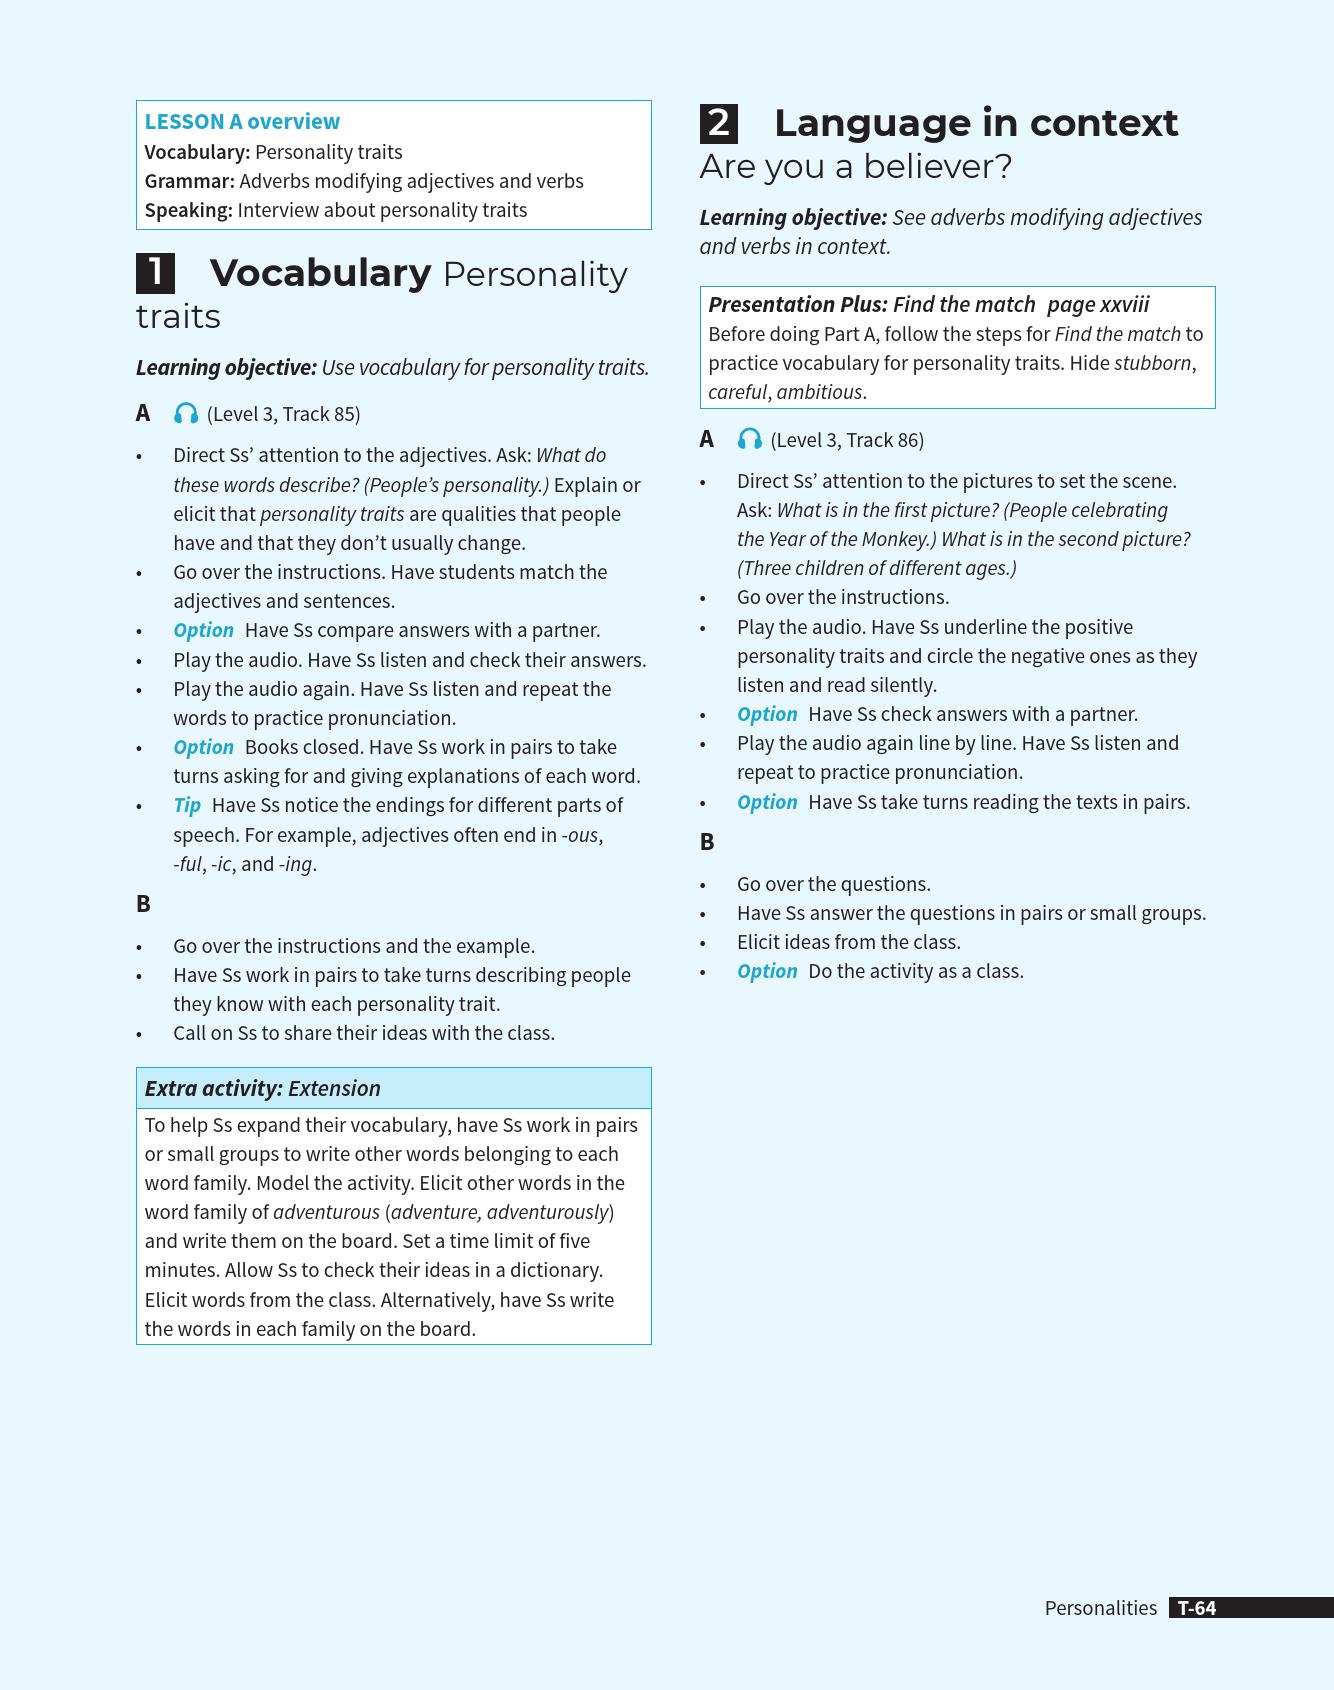 LESSON A overview
Vocabulary: Personality traits
Grammar: Adverbs modifying adjectives and verbs
Speaking: Interview about personality traits
1 Vocabulary Personality
traits
Learning objective: Use vocabulary for personality traits.
A (Level 3, Track 85)
• Direct Ss’ attention to the adjectives. Ask: What do
these words describe? (People’s personality.) Explain or
elicit that personality traits are qualities that people
have and that they don’t usually change.
• Go over the instructions. Have students match the
adjectives and sentences.
• Option Have Ss compare answers with a partner.
• Play the audio. Have Ss listen and check their answers.
• Play the audio again. Have Ss listen and repeat the
words to practice pronunciation.
• Option Books closed. Have Ss work in pairs to take
turns asking for and giving explanations of each word.
• Tip Have Ss notice the endings for different parts of
speech. For example, adjectives often end in -ous,
-ful, -ic, and -ing.
B
• Go over the instructions and the example.
• Have Ss work in pairs to take turns describing people
they know with each personality trait.
• Call on Ss to share their ideas with the class.
Extra activity: Extension
To help Ss expand their vocabulary, have Ss work in pairs
or small groups to write other words belonging to each
word family. Model the activity. Elicit other words in the
word family of adventurous (adventure, adventurously)
and write them on the board. Set a time limit of five
minutes. Allow Ss to check their ideas in a dictionary.
Elicit words from the class. Alternatively, have Ss write
the words in each family on the board.
2 Language in context
Are you a believer?
Learning objective: See adverbs modifying adjectives
and verbs in context.
Presentation Plus: Find the match page xxviii
Before doing Part A, follow the steps for Find the match to
practice vocabulary for personality traits. Hide stubborn,
careful, ambitious.
A (Level 3, Track 86)
• Direct Ss’ attention to the pictures to set the scene.
Ask: What is in the first picture? (People celebrating
the Year of the Monkey.) What is in the second picture?
(Three children of different ages.)
• Go over the instructions.
• Play the audio. Have Ss underline the positive
personality traits and circle the negative ones as they
listen and read silently.
• Option Have Ss check answers with a partner.
• Play the audio again line by line. Have Ss listen and
repeat to practice pronunciation.
• Option Have Ss take turns reading the texts in pairs.
B
• Go over the questions.
• Have Ss answer the questions in pairs or small groups.
• Elicit ideas from the class.
• Option Do the activity as a class.
Personalities T-64